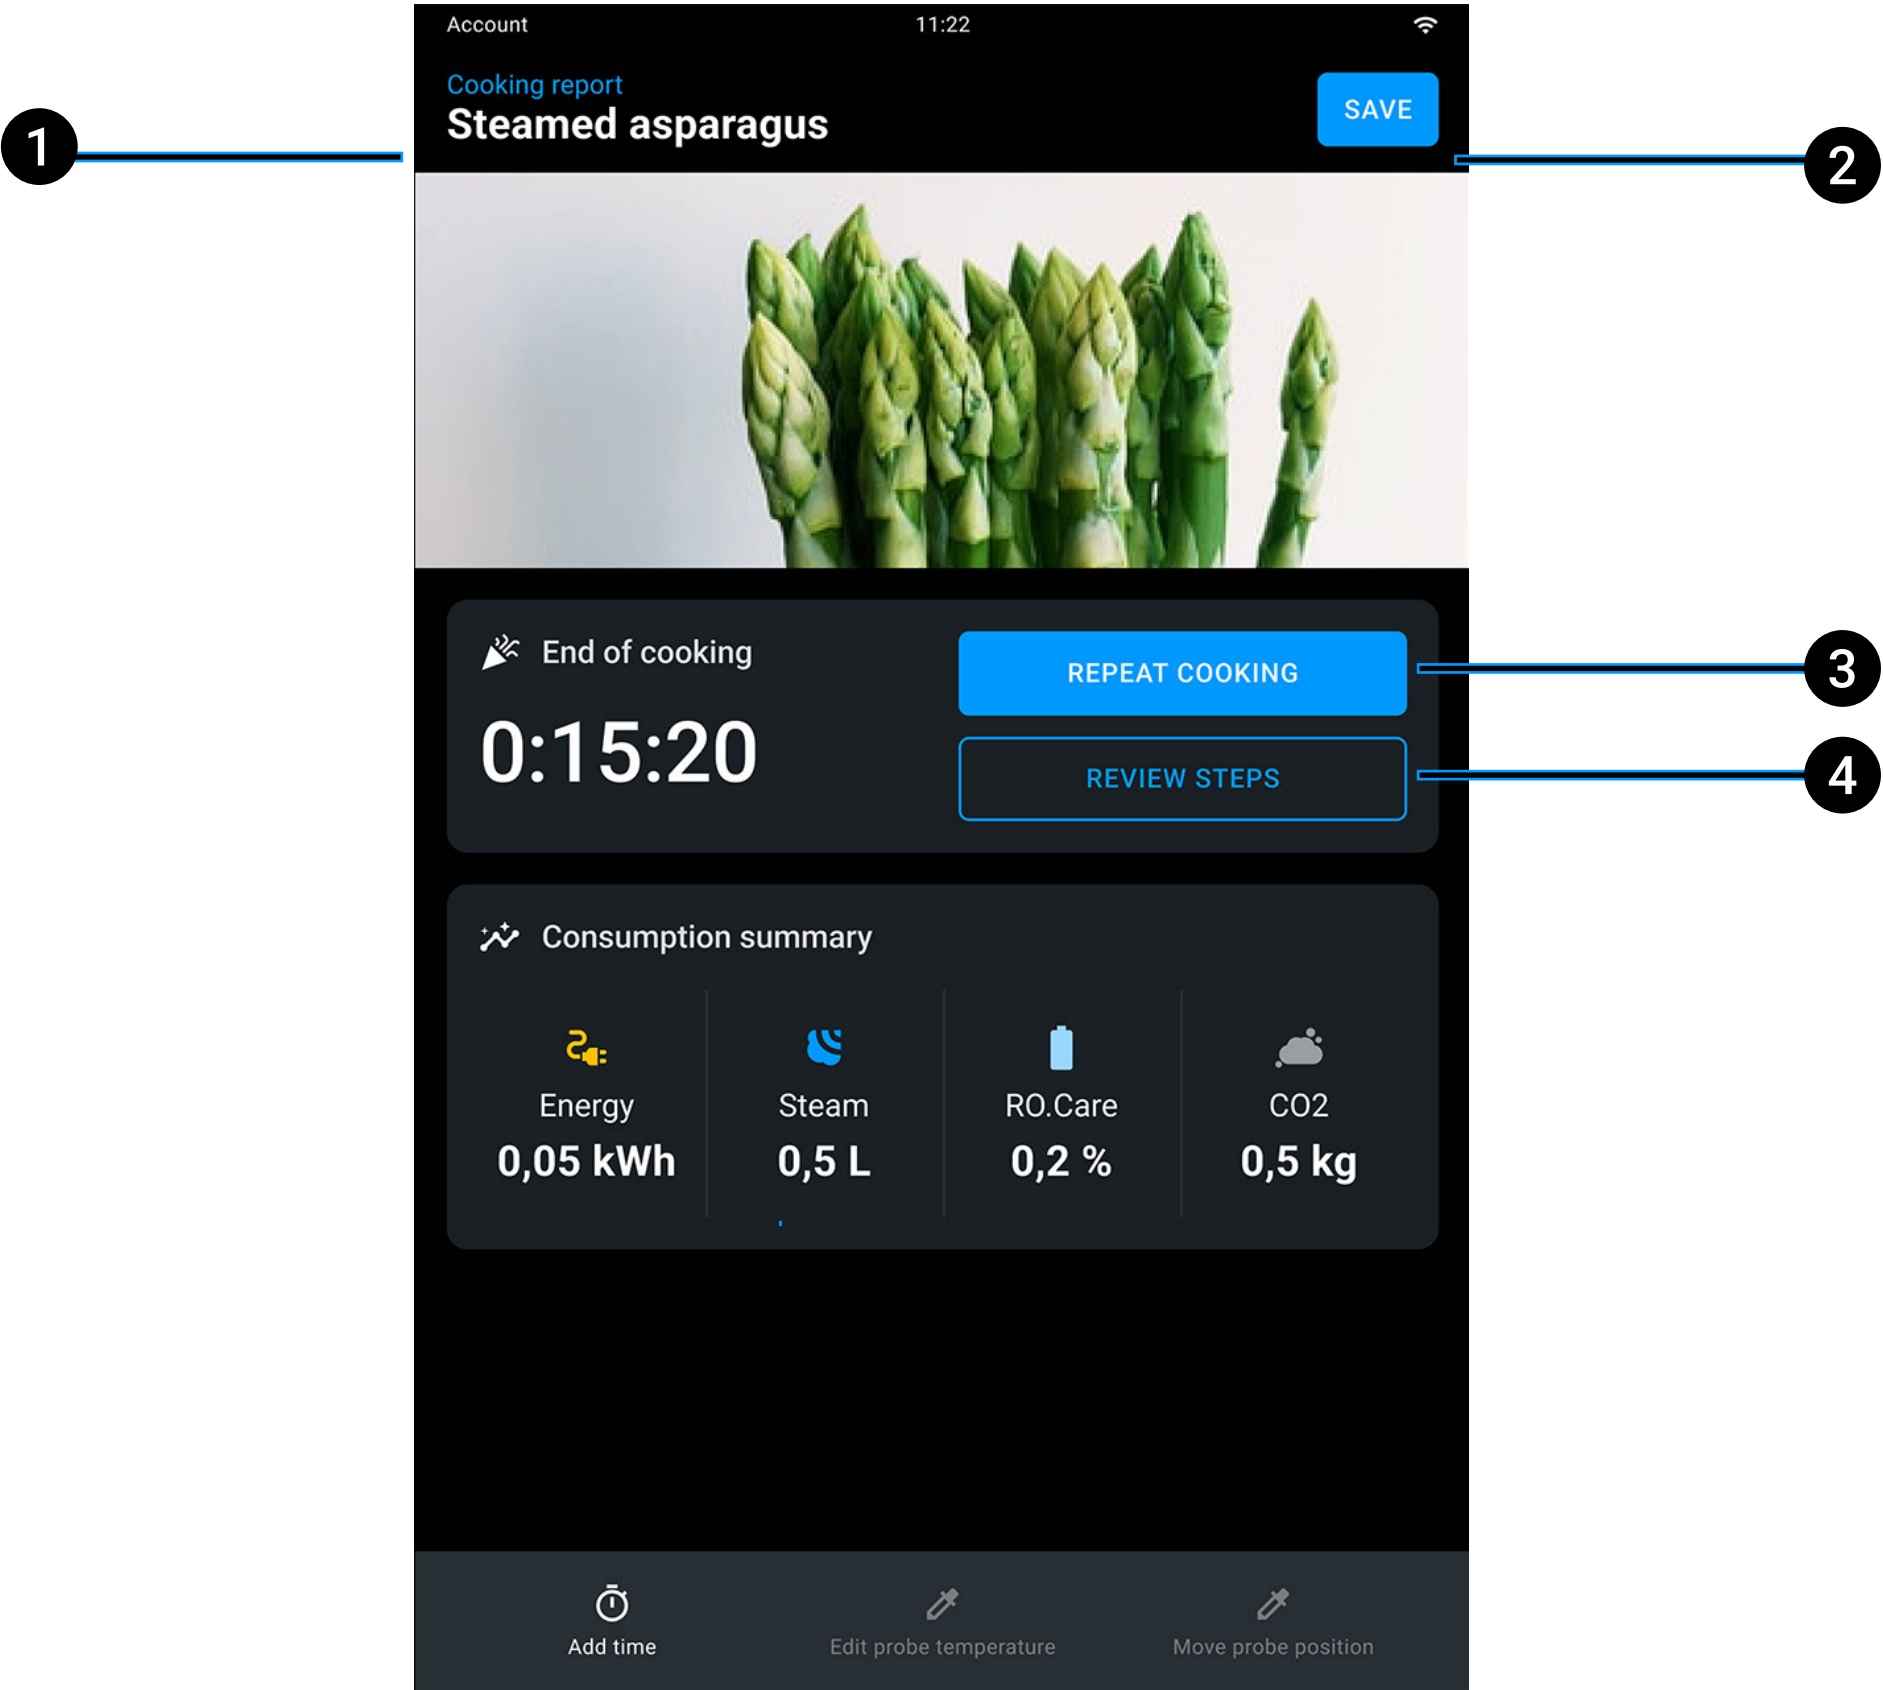 Account
11:22
Cooking report
Steamed asparagus
SAVE
1
2
End of cooking
0:15:20
REPEAT COOKING
3
REVIEW STEPS
4
Consumption summary
Energy
0,05 kWh
Steam
0,5 L
RO.Care
0,2 %
CO2
0,5 kg
Add time
Edit probe temperature
Move probe position